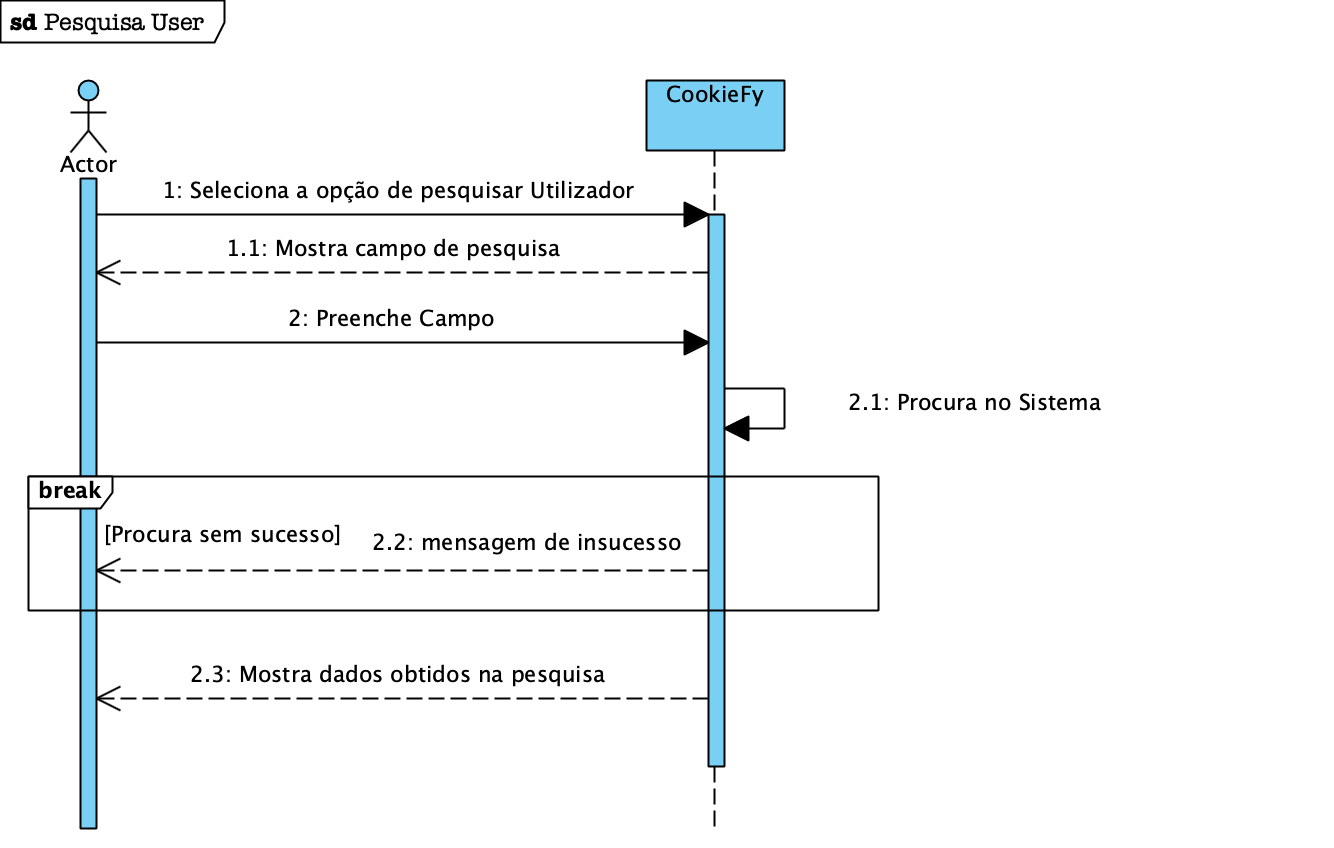 sd Pesquisa User
CookieFy
Actor
1: Seleciona a opção de pesquisar Utilizador
1.1: Mostra campo de pesquisa
2: Preenche Campo
2.1: Procura no Sistema
break
[Procura sem sucesso]
2.2: mensagem de insucesso
2.3: Mostra dados obtidos na pesquisa